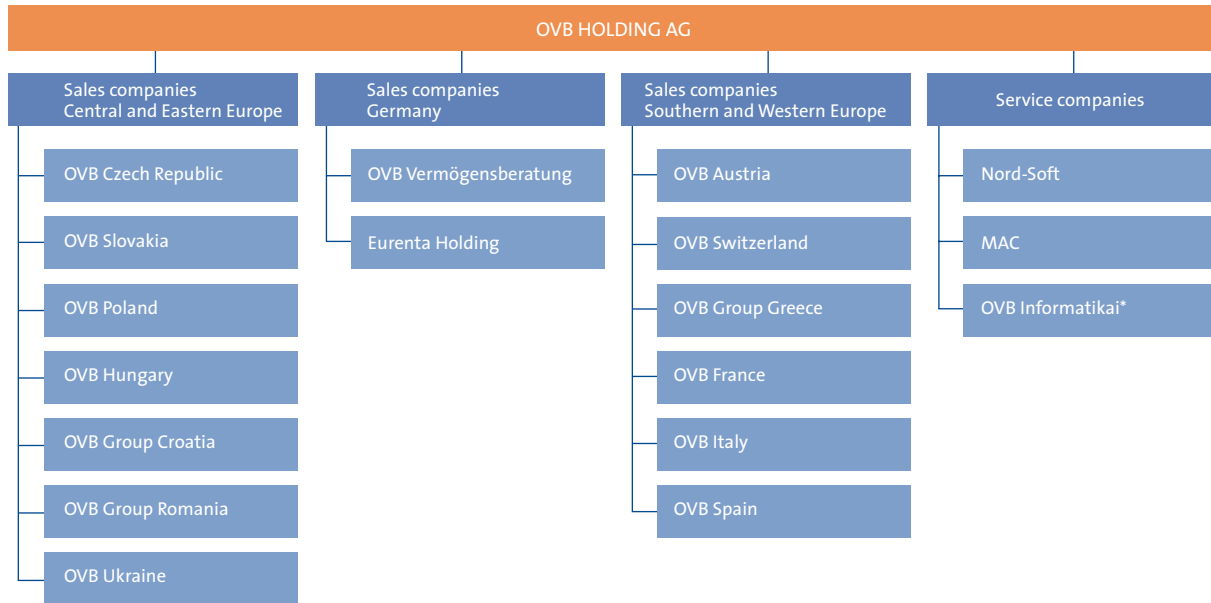 OVB HOLDING AG
Sales companies
Central and Eastern Europe
OVB Czech Republic
OVB Slovakia
OVB Poland
OVB Hungary
OVB Group Croatia
OVB Group Romania
OVB Ukraine
Sales companies
Germany
OVB Vermögensberatung
Eurenta Holding
Sales companies
Southern and Western Europe
OVB Austria
OVB Switzerland
OVB Group Greece
OVB France
OVB Italy
OVB Spain
Service companies
Nord-Soft
MAC
OVB Informatikai*